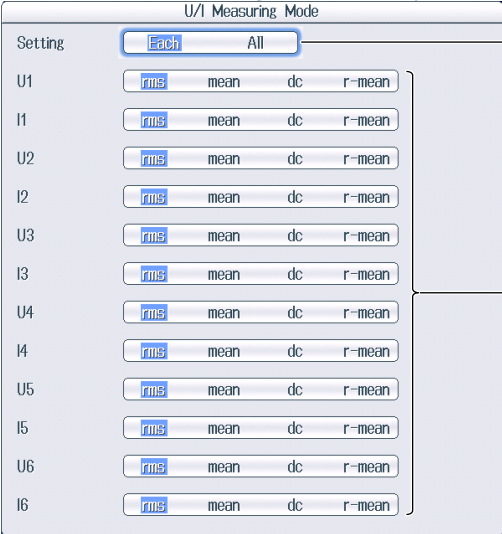 U/I Measuring Mode
Setting Each All
U1 rms mean dc r-mean
I1 rms mean dc r-mean
U2 rms mean dc r-mean
I2 rms mean dc r-mean
U3 rms mean dc r-mean
I3 rms mean dc r-mean
U4 rms mean dc r-mean
I4 rms mean dc r-mean
U5 rms mean dc r-mean
I5 rms mean dc r-mean
U6 rms mean dc r-mean
I6 rms mean dc r-mean